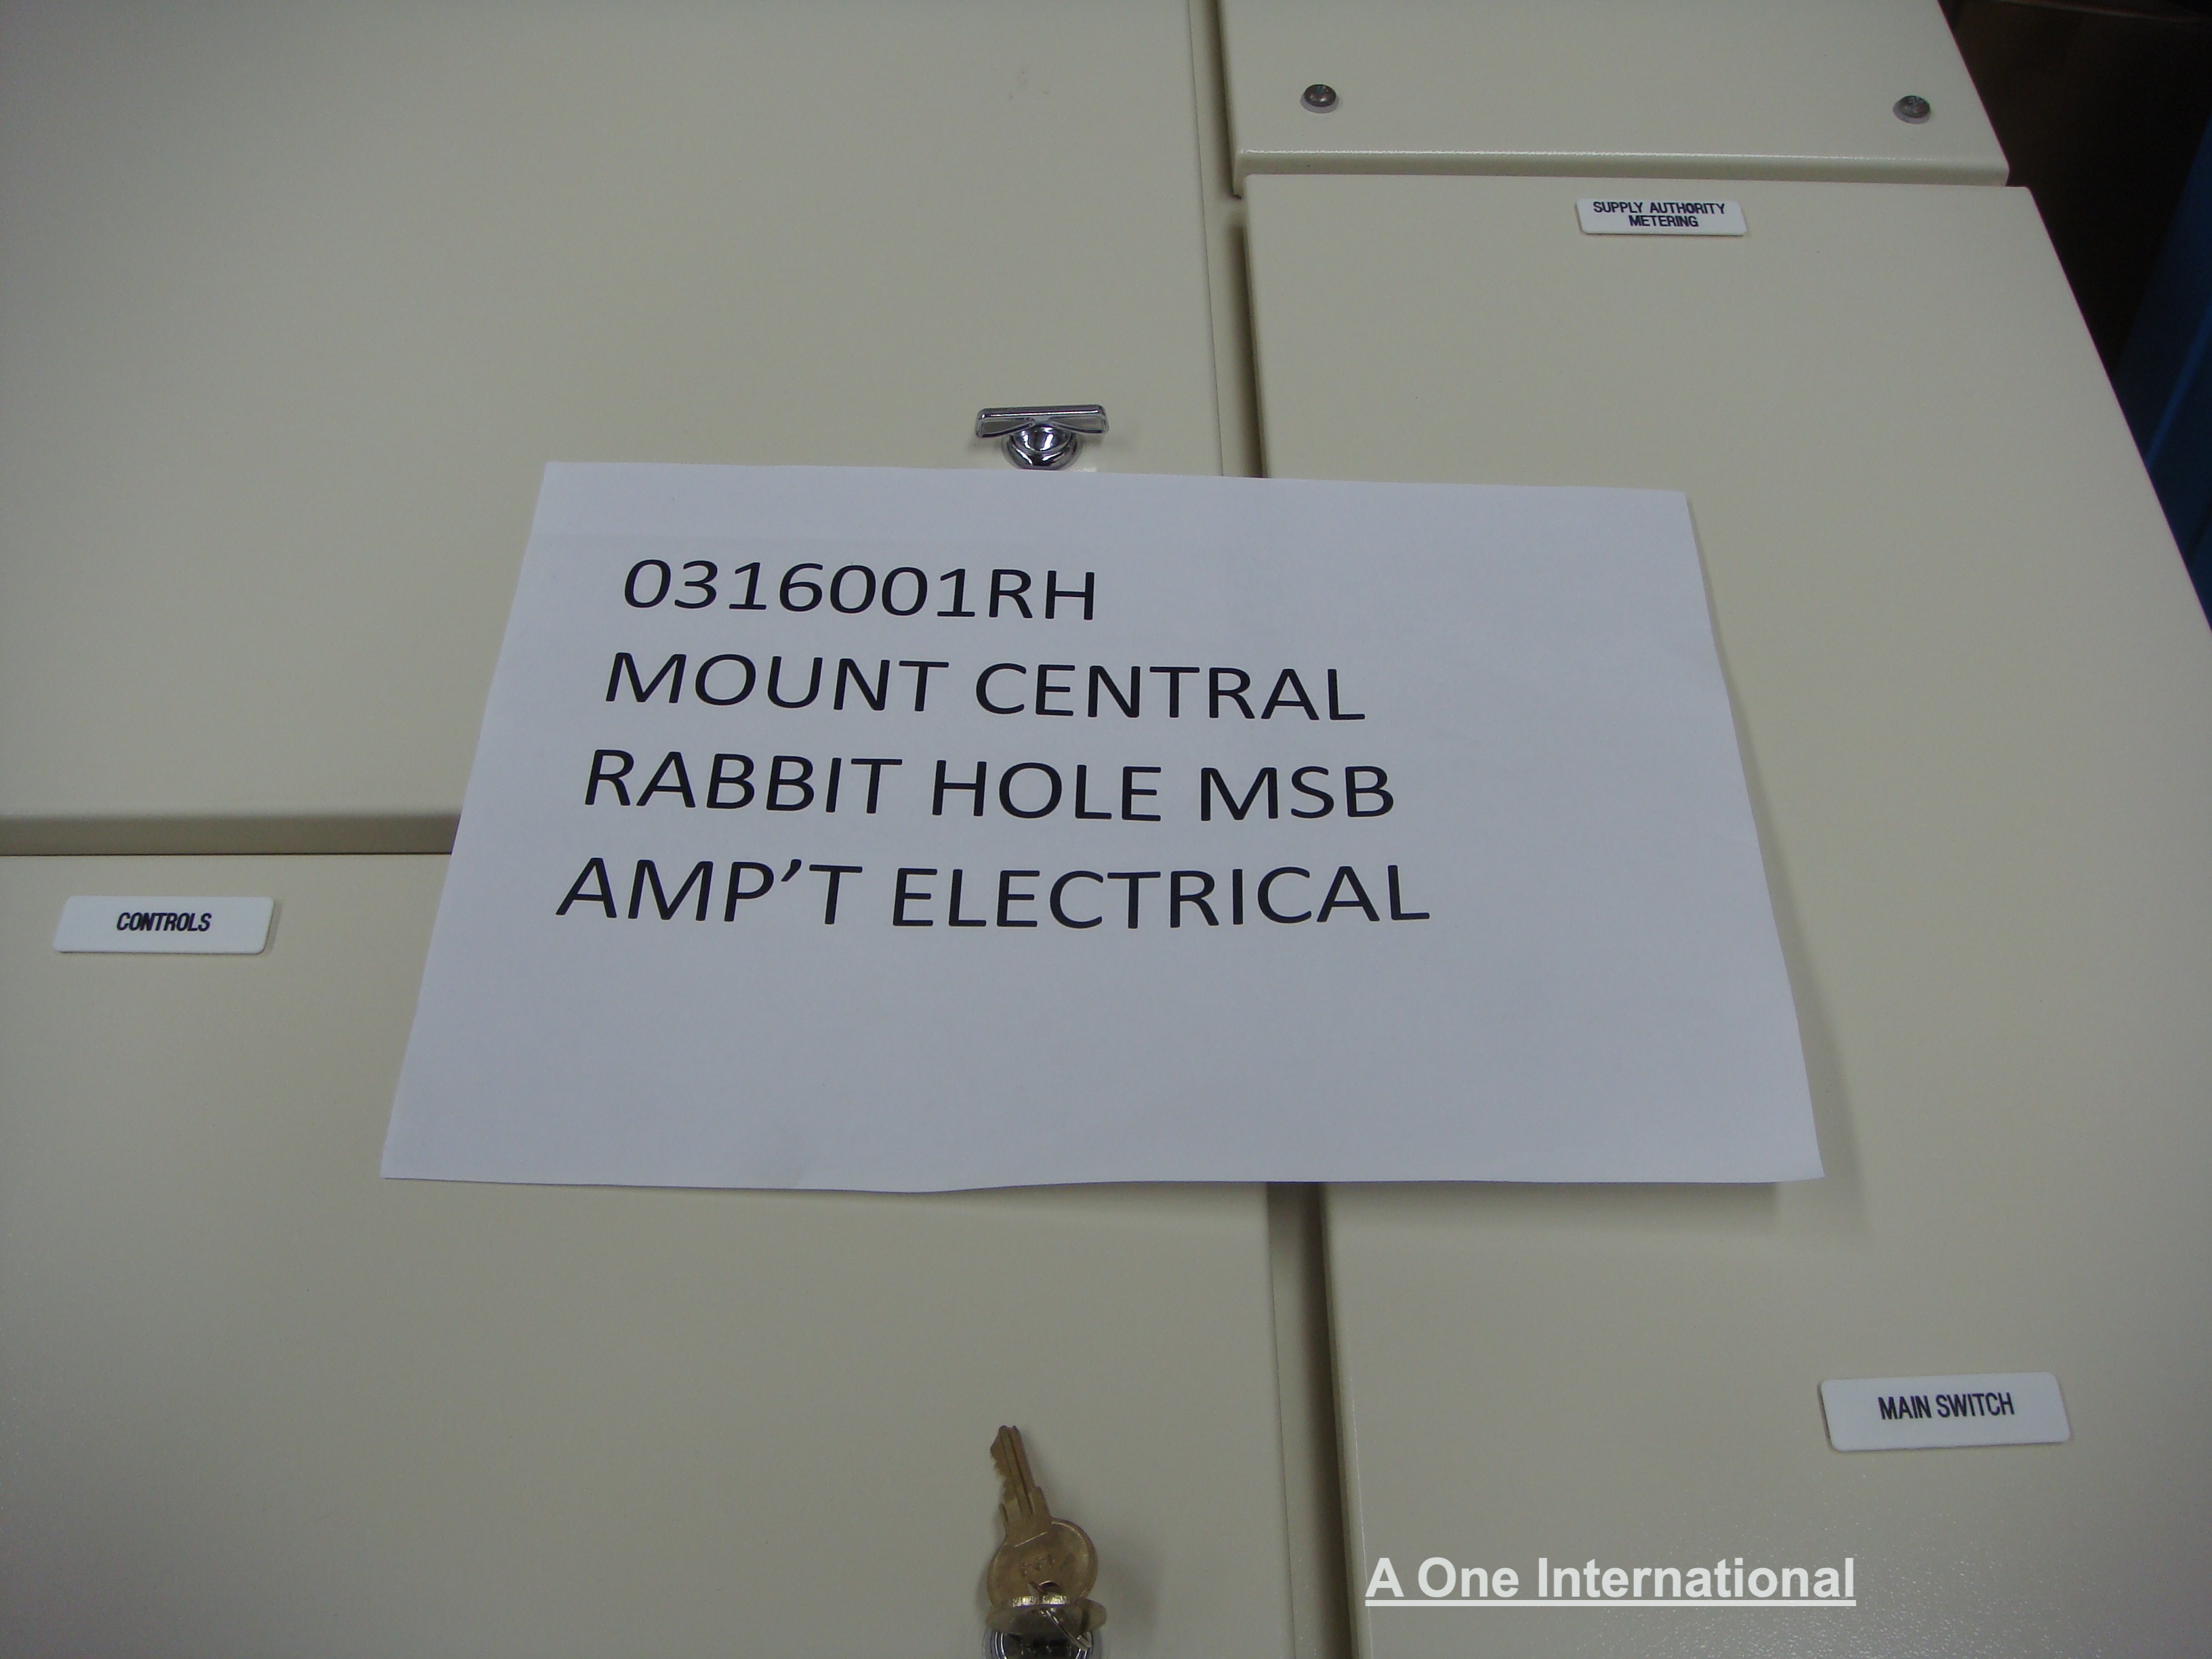 SUPPLY AUTHORITY
METERING
0316001RH
MOUNT CENTRAL
RABBIT HOLE MSB
AMP’T ELECTRICAL
CONTROLS
MAIN SWITCH
A One International